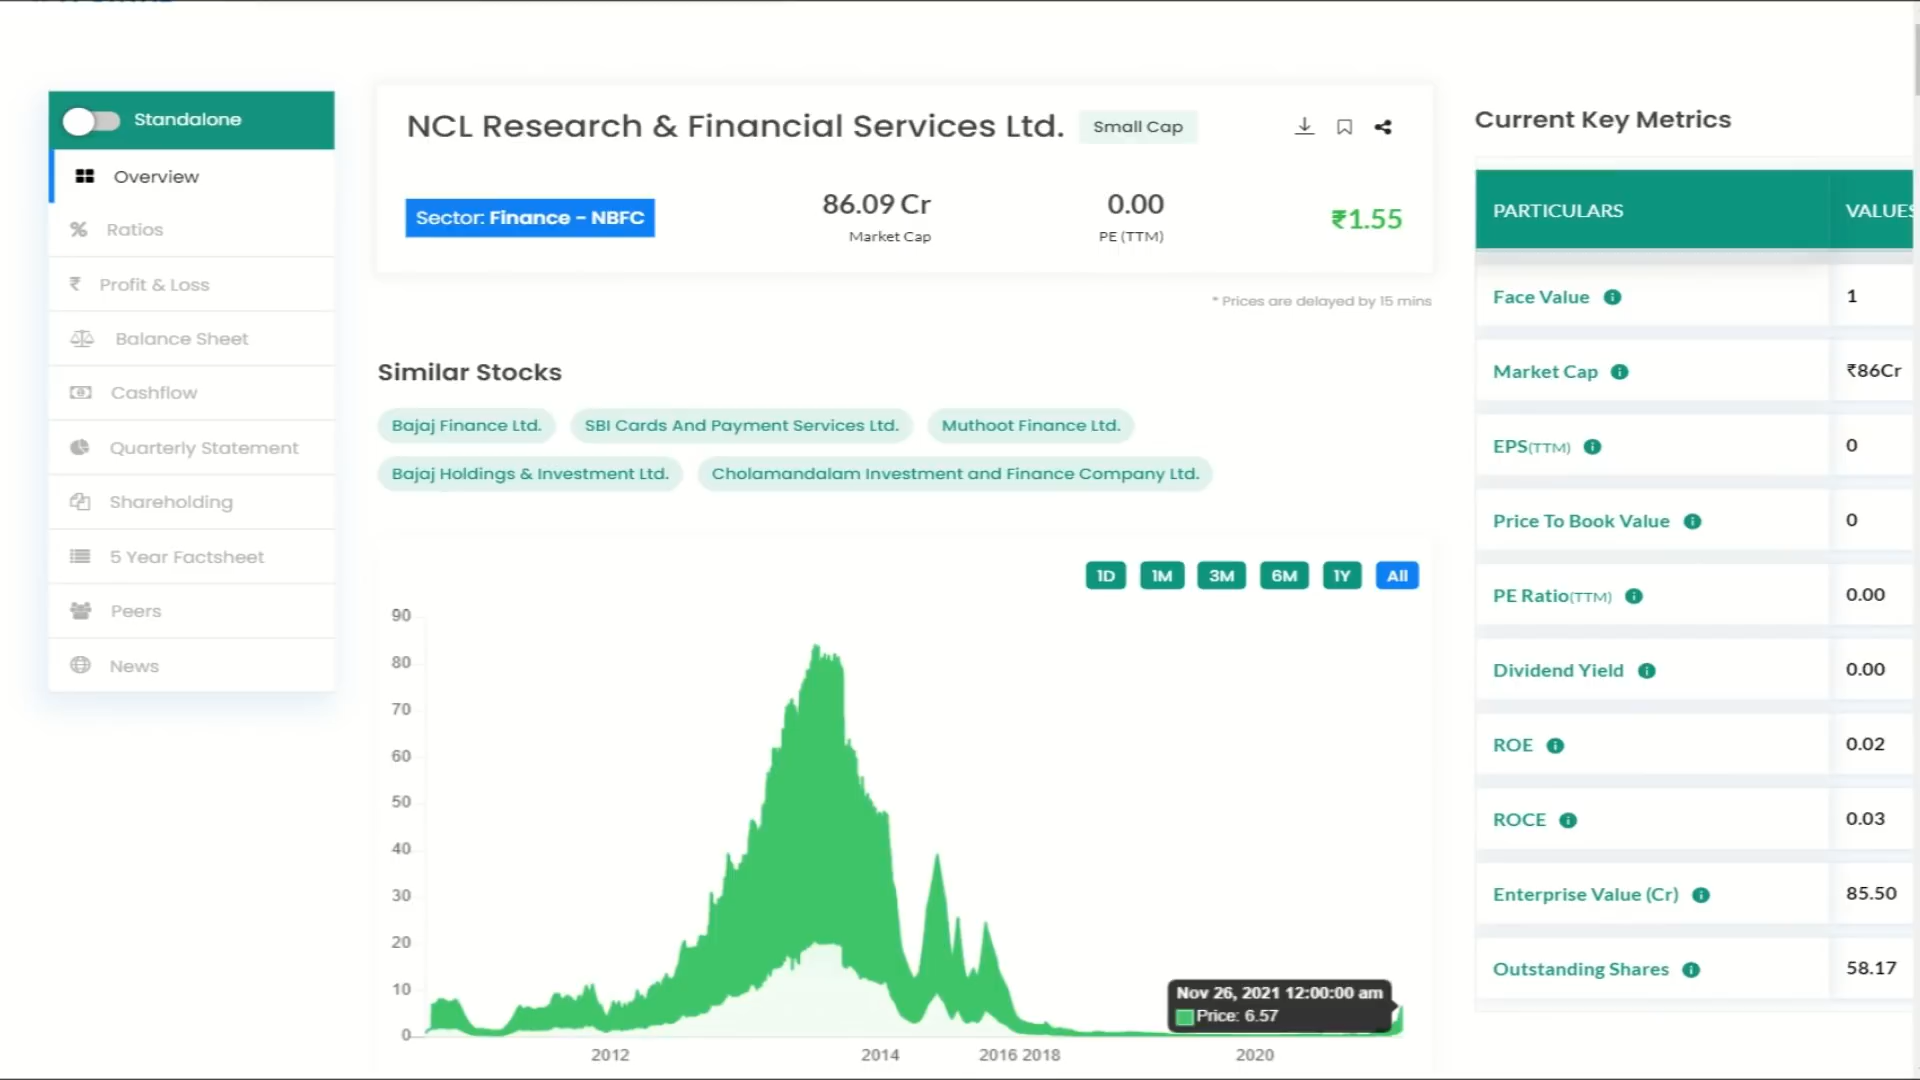 Standalone
Overview
Ratios
Profit & Loss
Balance Sheet
Cashflow
Quarterly Statement
Shareholding
5 Year Factsheet
Peers
News
NCL Research & Financial Services Ltd.
Small Cap
Sector: Finance - NBFC
86.09 Cr
Market Cap
0.00
PE (TTM)
₹1.55
* Prices are delayed by 15 mins
Similar Stocks
Bajaj Finance Ltd.
SBI Cards And Payment Services Ltd.
Muthoot Finance Ltd.
Bajaj Holdings & Investment Ltd.
Cholamandalam Investment and Finance Company Ltd.
1D 1M 3M 6M 1Y All
90
80
70
60
50
40
30
20
10
0
Nov 26, 2021 12:00:00 am
Price: 6.57
2012 2014 2016 2018 2020
Current Key Metrics
PARTICULARS VALUES
Face Value 1
Market Cap ₹86Cr
EPS(TTM) 0
Price To Book Value 0
PE Ratio(TTM) 0.00
Dividend Yield 0.00
ROE 0.02
ROCE 0.03
Enterprise Value (Cr) 85.50
Outstanding Shares 58.17